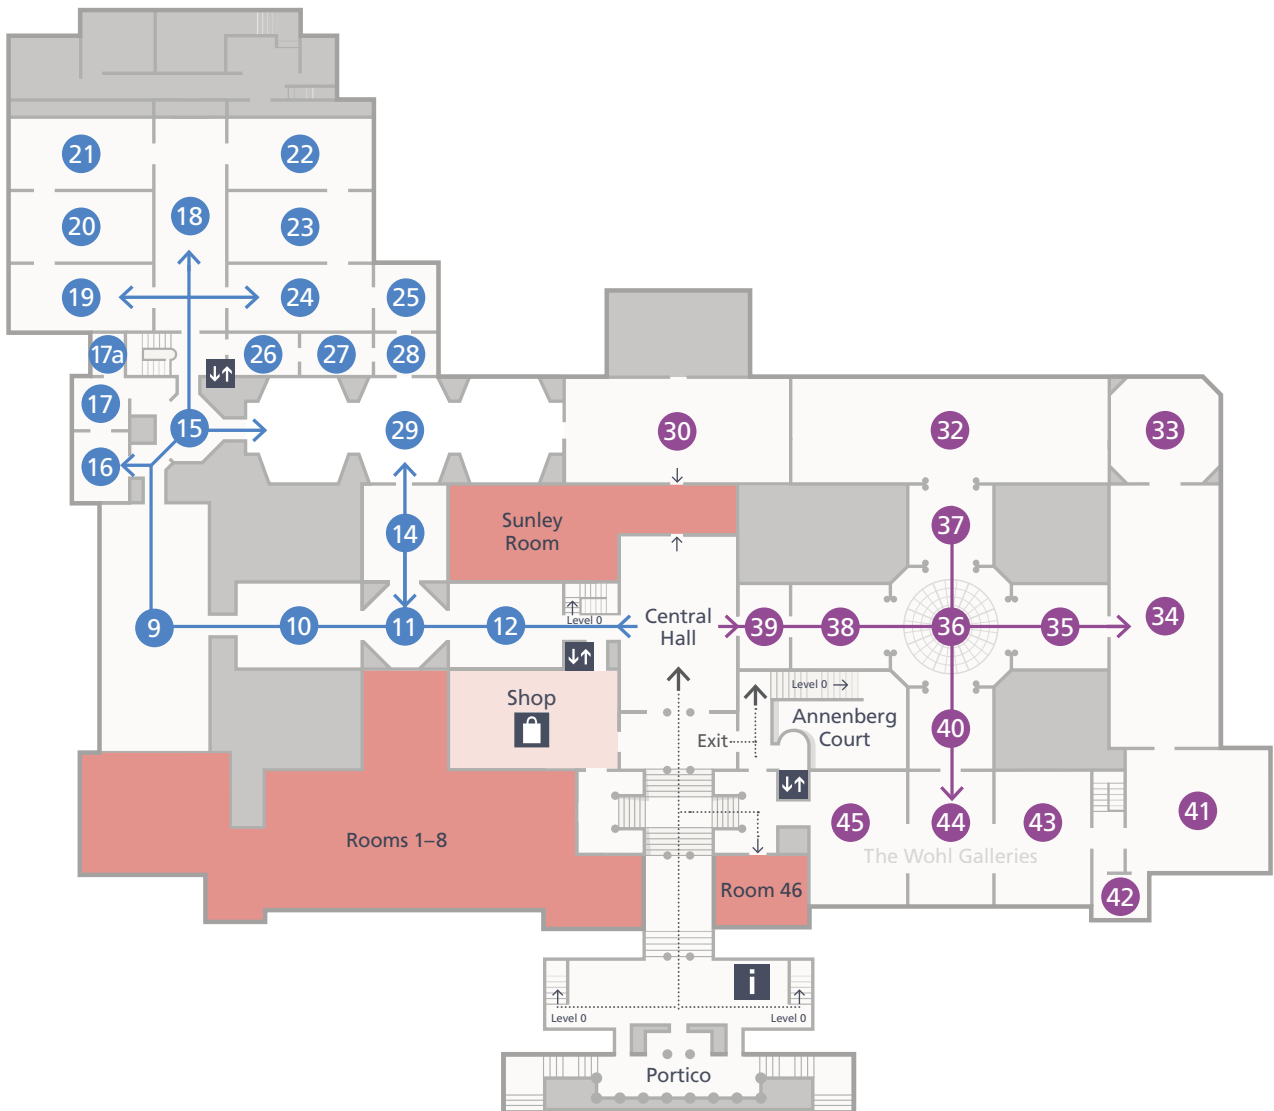 21
22
18
20
23
19
24
25
17a
26
27
28
17
15
29
30
32
33
16
Sunley
Room
14
37
9
10
11
12
Level 0
Central
Hall
39
38
36
35
34
Level 0
Shop
Annenberg
Court
40
Exit
Rooms 1–8
45
44
43
41
The Wohl Galleries
Room 46
42
i
Level 0
Level 0
Portico